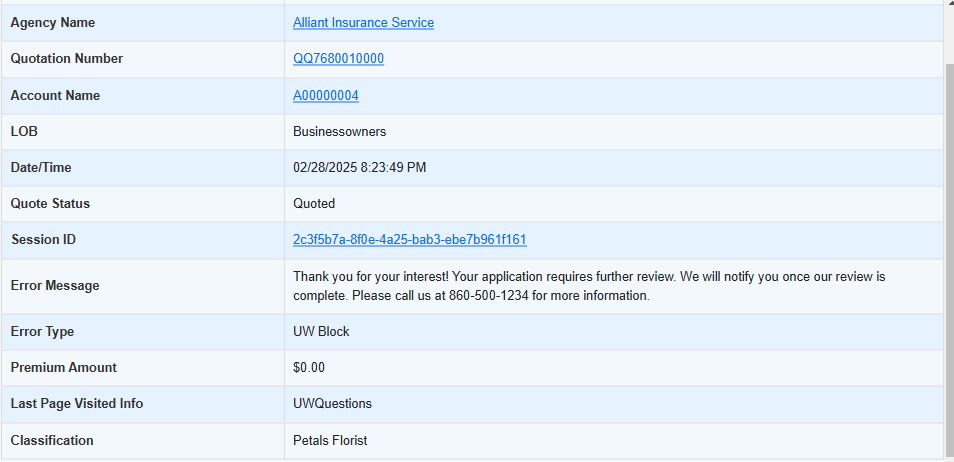 Agency Name Alliant Insurance Service
Quotation Number QQ7680010000
Account Name A00000004
LOB Businessowners
Date/Time 02/28/2025 8:23:49 PM
Quote Status Quoted
Session ID 2c3f5b7a-8f0e-4a25-bab3-ebe7b961f161
Error Message Thank you for your interest! Your application requires further review. We will notify you once our review is
complete. Please call us at 860-500-1234 for more information.
Error Type UW Block
Premium Amount $0.00
Last Page Visited Info UWQuestions
Classification Petals Florist